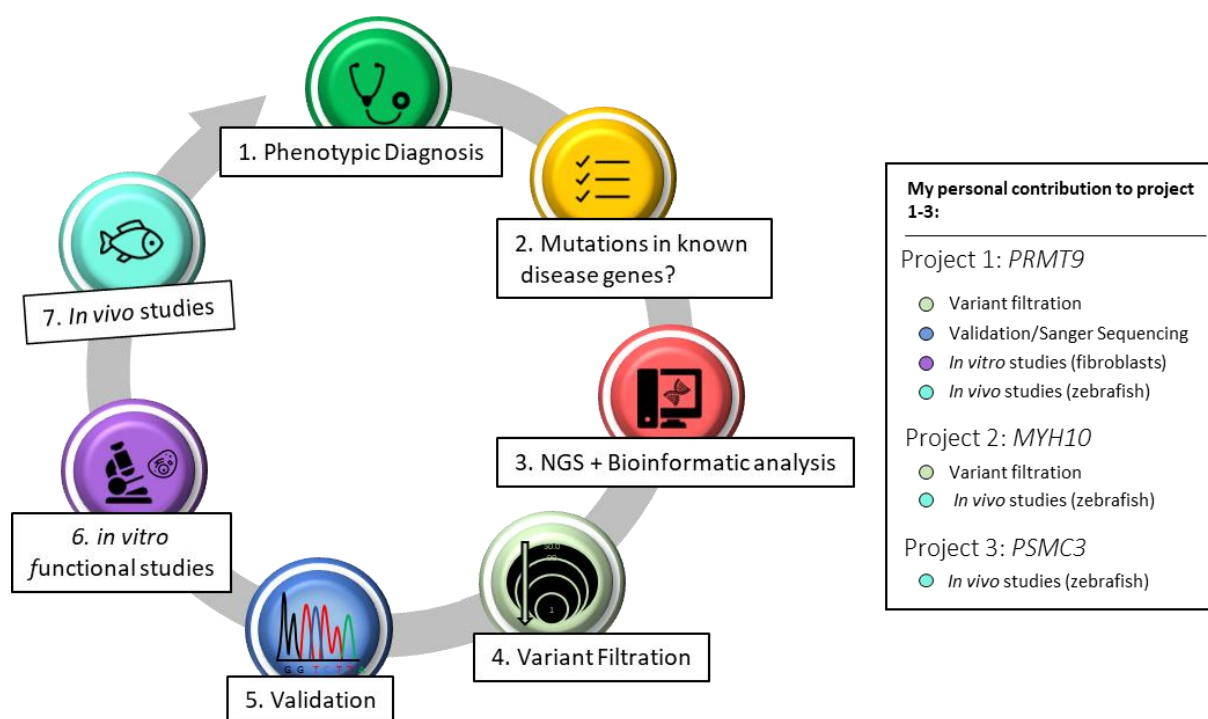 1. Phenotypic Diagnosis
2. Mutations in known
disease genes?
3. NGS + Bioinformatic analysis
1
4. Variant Filtration
G G T C T
5. Validation
6. in vitro
functional studies
7. In vivo studies
My personal contribution to project
1-3:
Project 1: PRMT9
Variant filtration
Validation/Sanger Sequencing
In vitro studies (fibroblasts)
In vivo studies (zebrafish)
Project 2: MYH10
Variant filtration
In vivo studies (zebrafish)
Project 3: PSMC3
In vivo studies (zebrafish)